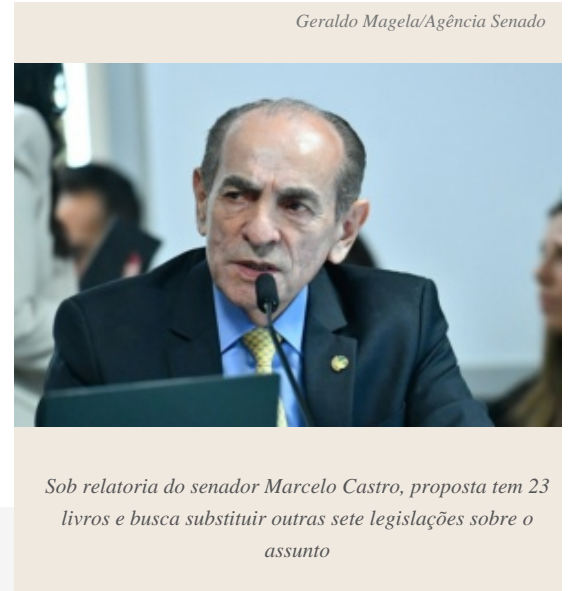 Geraldo Magela/Agência Senado
Sob relatoria do senador Marcelo Castro, proposta tem 23
livros e busca substituir outras sete legislações sobre o
assunto